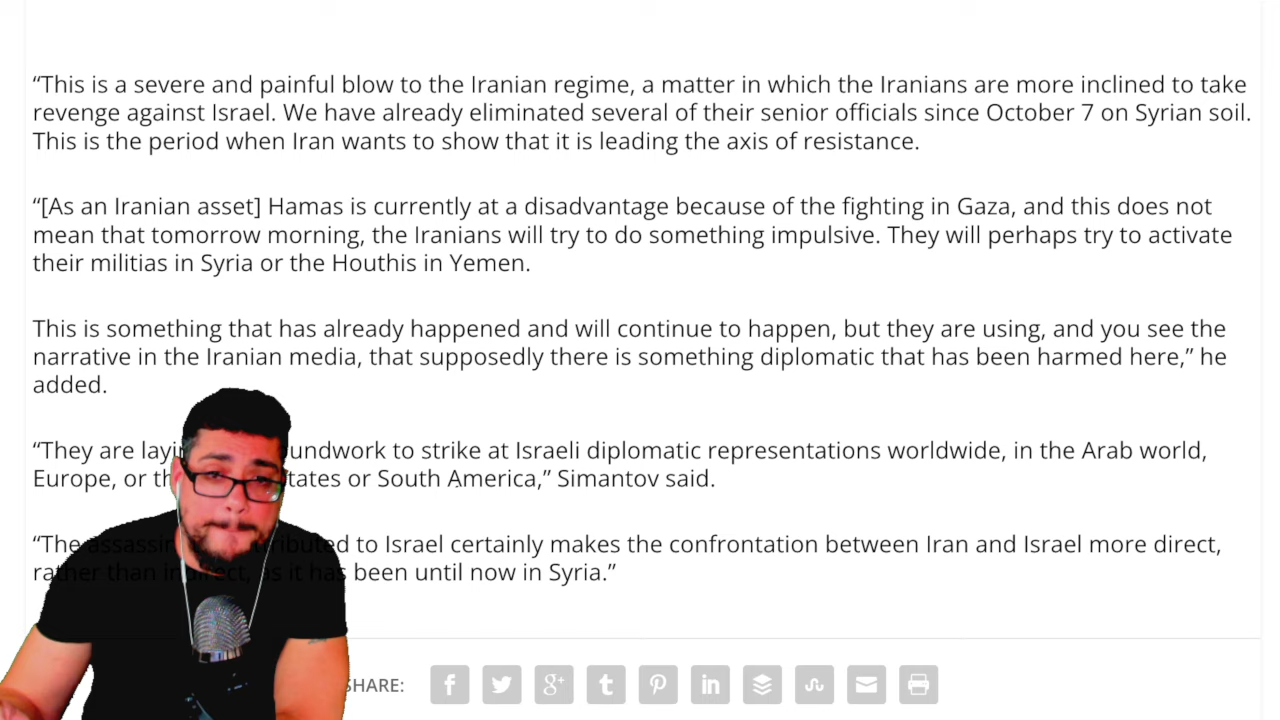 “This is a severe and painful blow to the Iranian regime, a matter in which the Iranians are more inclined to take
revenge against Israel. We have already eliminated several of their senior officials since October 7 on Syrian soil.
This is the period when Iran wants to show that it is leading the axis of resistance.
“[As an Iranian asset] Hamas is currently at a disadvantage because of the fighting in Gaza, and this does not
mean that tomorrow morning, the Iranians will try to do something impulsive. They will perhaps try to activate
their militias in Syria or the Houthis in Yemen.
This is something that has already happened and will continue to happen, but they are using, and you see the
narrative in the Iranian media, that supposedly there is something diplomatic that has been harmed here,” he
added.
“They are to strike at Israeli diplomatic representations worldwide, in the Arab world,
Europe, or or South America,” Simantov said.
“The to Israel certainly makes the confrontation between Iran and Israel more direct,
rather than indirect, as it has been until now in Syria.”
SHARE: